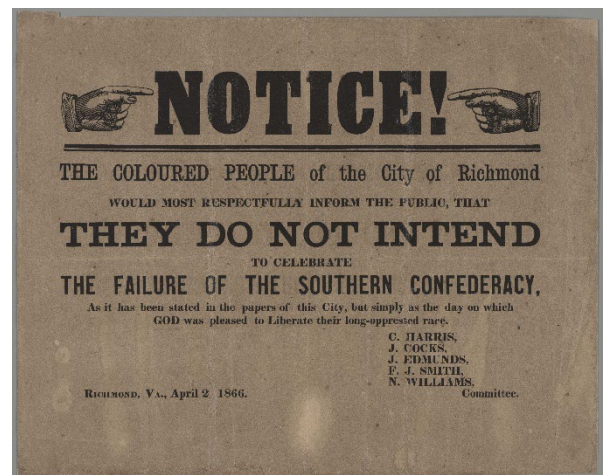 NOTICE!
THE COLOURED PEOPLE of the City of Richmond
WOULD MOST RESPECTFULLY INFORM THE PUBLIC, THAT
THEY DO NOT INTEND
TO CELEBRATE
THE FAILURE OF THE SOUTHERN CONFEDERACY,
As it has been stated in the papers of this City, but simply as the day on which
GOD was pleased to Liberate their long-oppressed race.
C. HARRIS,
J. COCKS,
J. EDMUNDS,
F. J. SMITH,
N. WILLIAMS,
RICHMOND, VA., April 2 1866. Committee.